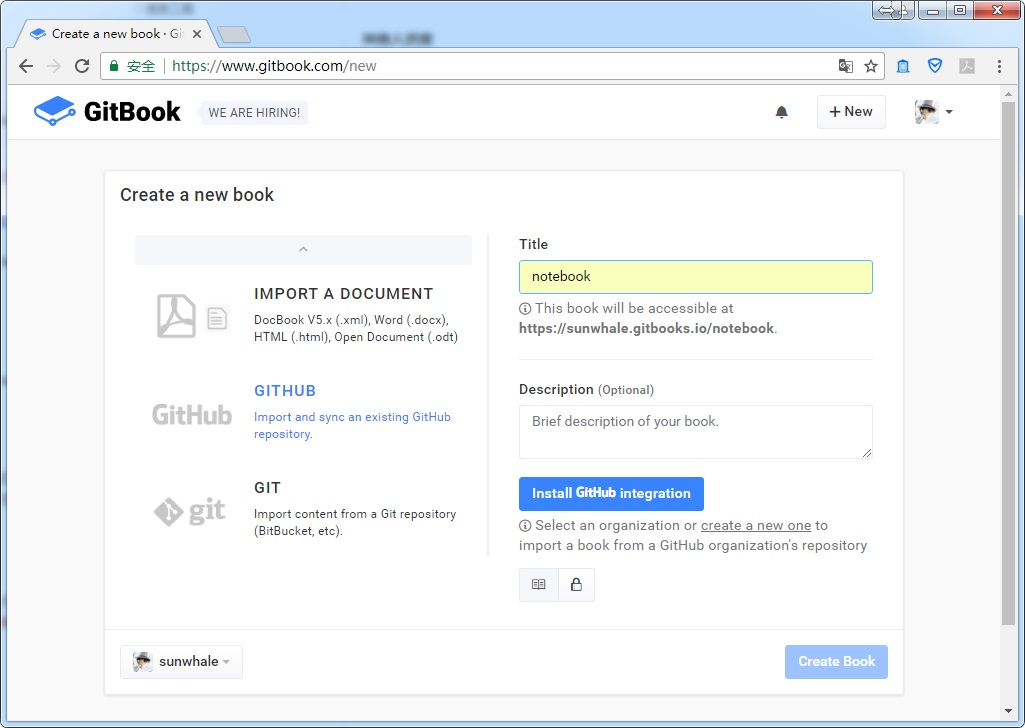 Create a new book · Gi
安全
https://www.gitbook.com/new
GitBook
WE ARE HIRING!
+ New
Create a new book
IMPORT A DOCUMENT
DocBook V5.x (.xml), Word (.docx),
HTML (.html), Open Document (.odt)
GitHub
GITHUB
Import and sync an existing GitHub
repository.
git
GIT
Import content from a Git repository
(BitBucket, etc).
Title
notebook
This book will be accessible at
https://sunwhale.gitbooks.io/notebook.
Description (Optional)
Brief description of your book.
Install GitHub integration
Select an organization or create a new one to
import a book from a GitHub organization's repository
sunwhale
Create Book